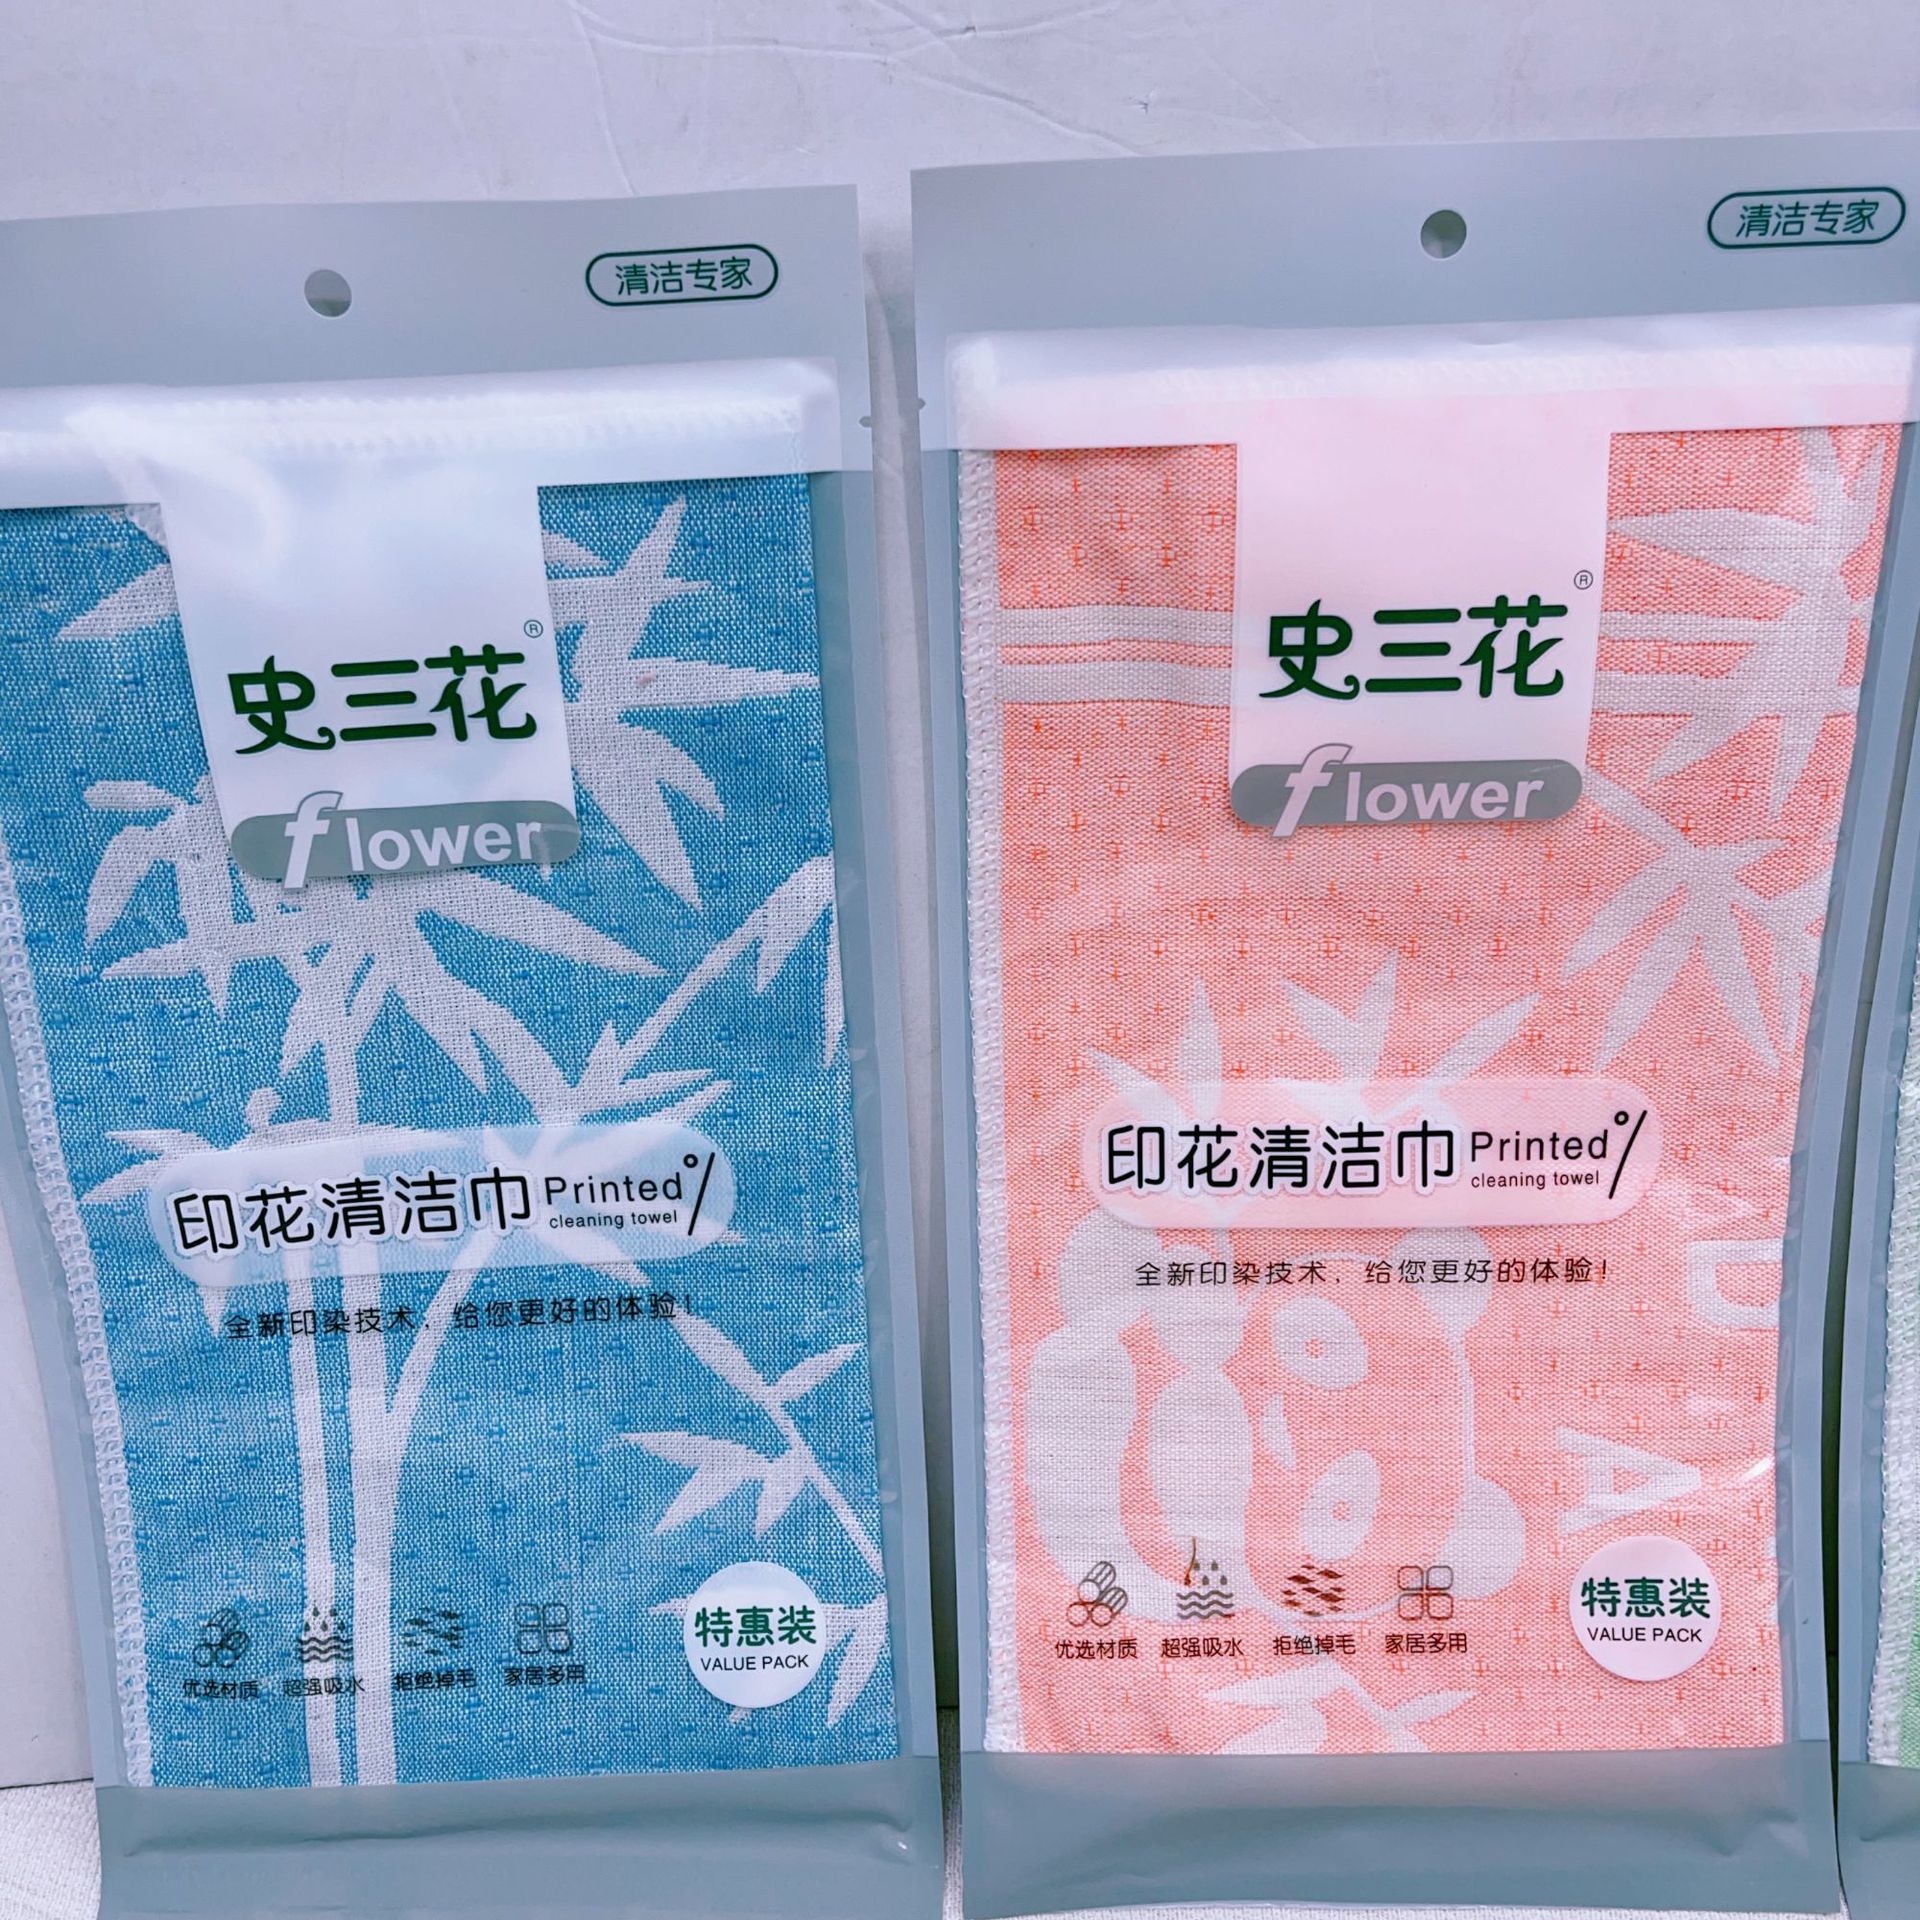 清洁专家
史三花®
flower
印花清洁巾 Printed
cleaning towel
全新印染技术,给您更好的体验!
优选材质 超强吸水 拒绝掉毛 家居多用
特惠装
VALUE PACK
清洁专家
史三花®
flower
印花清洁巾 Printed
cleaning towel
全新印染技术,给您更好的体验!
优选材质 超强吸水 拒绝掉毛 家居多用
特惠装
VALUE PACK